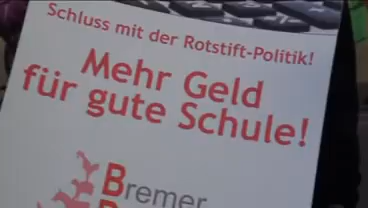 Schluss mit der Rotstift-Politik!
Mehr Geld
für gute Schule!
Bremer